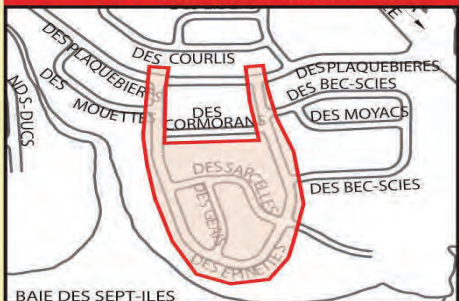 DES COURLIS
DES PLAQUEBIERES
DES PLAQUEBIERES
DES BEC-SCIES
DES
MOUETTES
DES
CORMORANS
DES MOYACS
NDS-DUCS
DES SARCELLES
DES BEC-SCIES
DES GEAIS
DES EPINETTES
BAIE DES SEPT-ILES